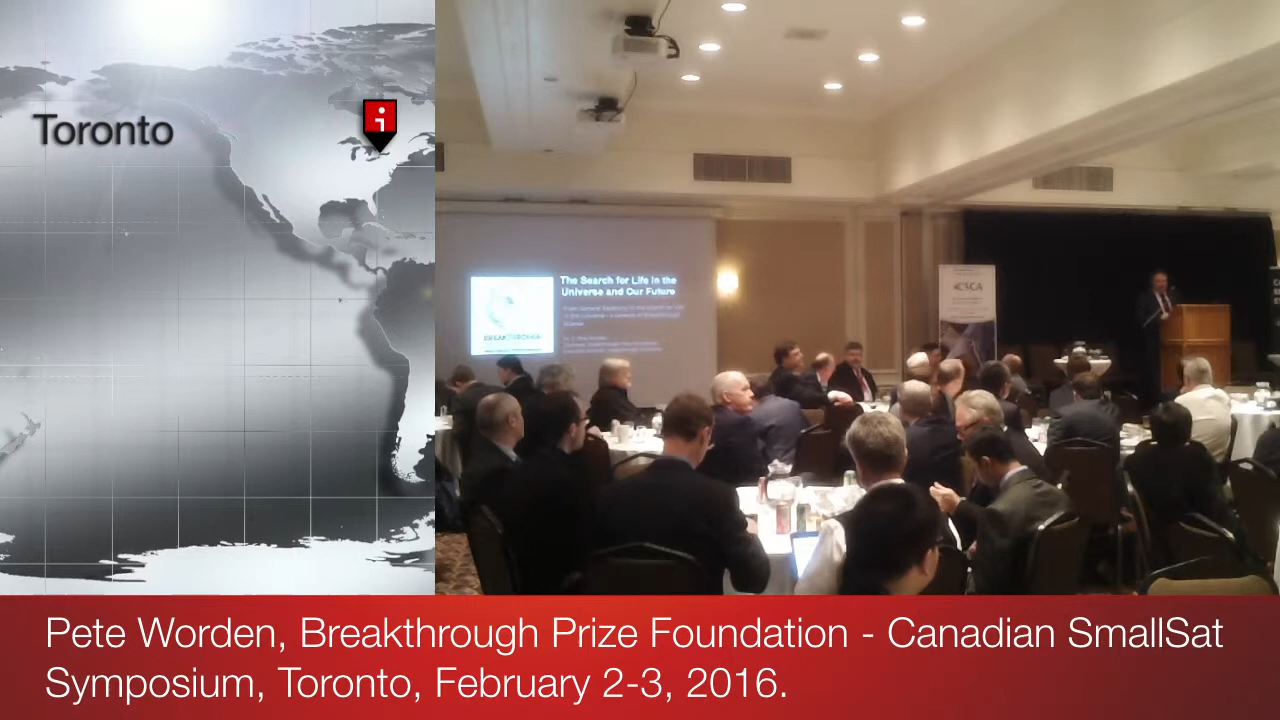 Toronto
i
The Search for Life in the
Universe and Our Future
BREAKTHROUGH
CSCA
Pete Worden, Breakthrough Prize Foundation - Canadian SmallSat
Symposium, Toronto, February 2-3, 2016.